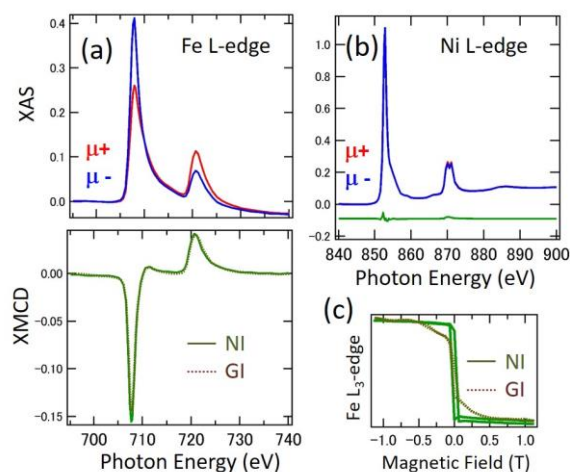 (a) Fe L-edge
XAS
0.4
0.3
0.2
0.1
0.0
μ+
μ -
XMCD
0.00
−0.05
−0.10
−0.15
NI
GI
700 710 720 730 740
Photon Energy (eV)
(b) Ni L-edge
1.0
0.8
0.6
0.4
0.2
0.0
−0.2
μ+
μ -
840 850 860 870 880 890 900
Photon Energy (eV)
(c)
Fe L3-edge
NI
GI
−1.0 −0.5 0.0 0.5 1.0
Magnetic Field (T)